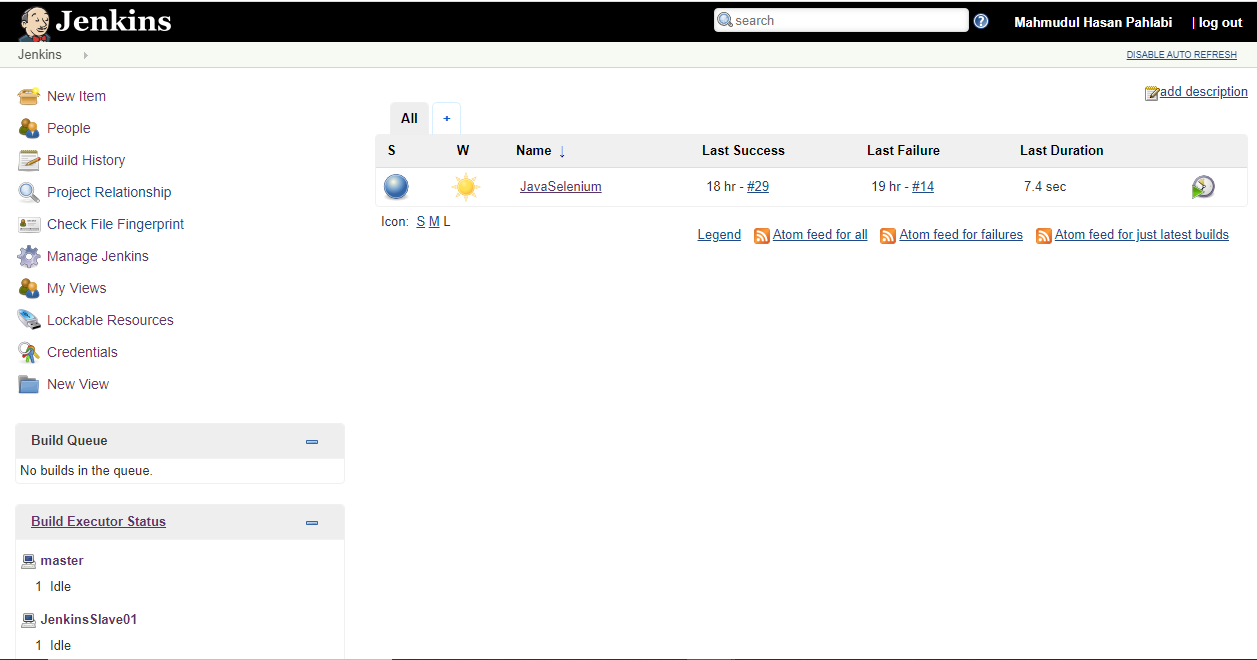 Jenkins
search
Mahmudul Hasan Pahlabi | log out
Jenkins
DISABLE AUTO REFRESH
New Item
People
Build History
Project Relationship
Check File Fingerprint
Manage Jenkins
My Views
Lockable Resources
Credentials
New View
Build Queue
No builds in the queue.
Build Executor Status
master
1 Idle
JenkinsSlave01
1 Idle
add description
All +
S W Name ↓ Last Success Last Failure Last Duration
JavaSelenium 18 hr - #29 19 hr - #14 7.4 sec
Icon: S M L
Legend Atom feed for all Atom feed for failures Atom feed for just latest builds